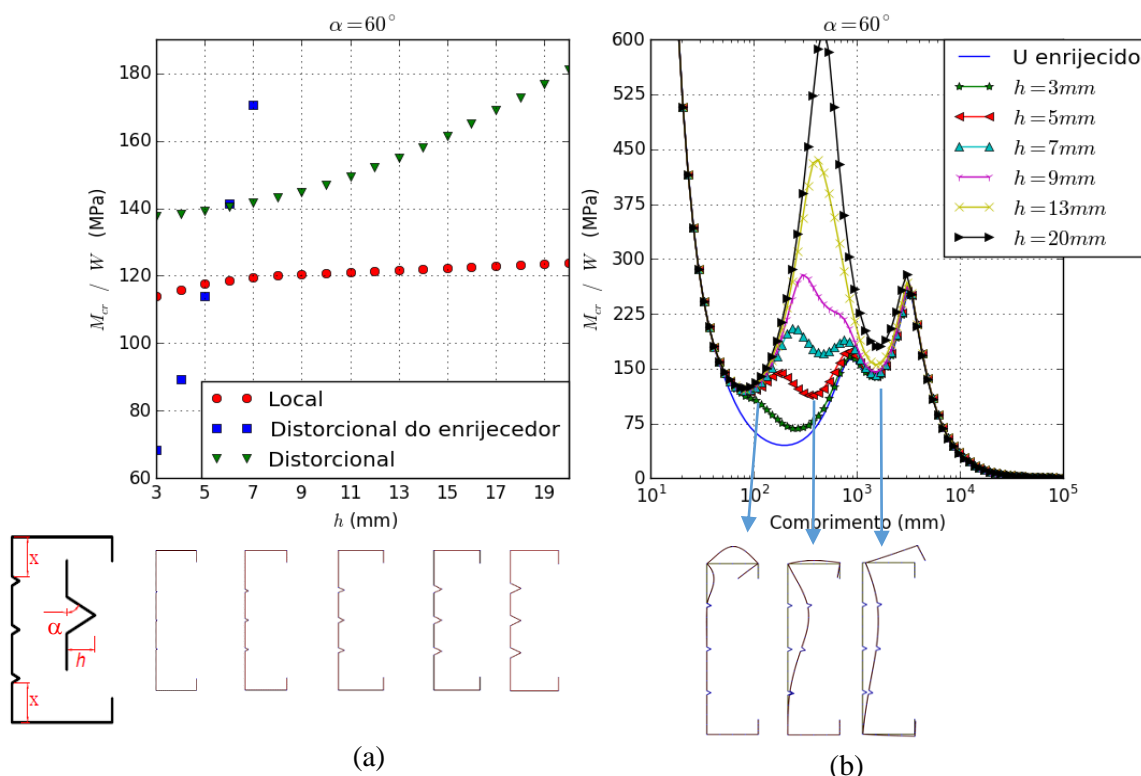 α=60°
180
160
140
120
100
80
60
M_cr / W (MPa)
Local
Distorcional do enrijecedor
Distorcional
3 5 7 9 11 13 15 17 19
h (mm)
α=60°
600
525
450
375
300
225
150
75
0
M_cr / W (MPa)
U enrijecido
h=3mm
h=5mm
h=7mm
h=9mm
h=13mm
h=20mm
10^1 10^2 10^3 10^4 10^5
Comprimento (mm)
x
α
h
x
(a)
(b)